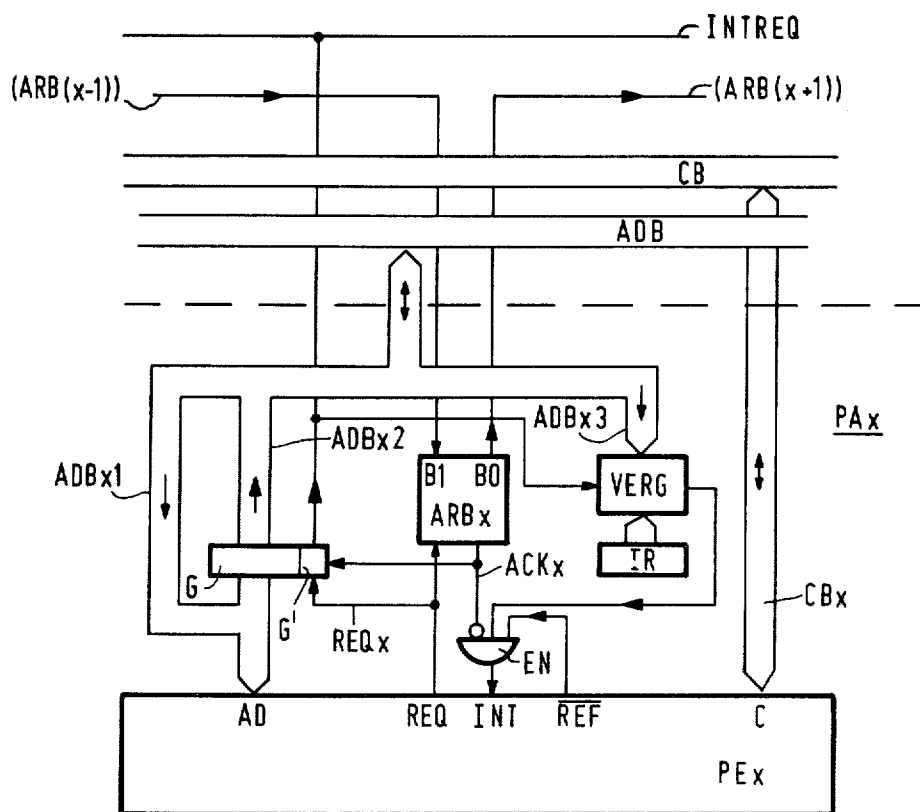 INTREQ
(ARB(x-1))
(ARB(x+1))
CB
ADB
PAx
ADBx1
ADBx2
ADBx3
B1 B0
ARBx
VERG
IR
G
G'
REQx
ACKx
EN
CBx
AD REQ INT REF C
PEx